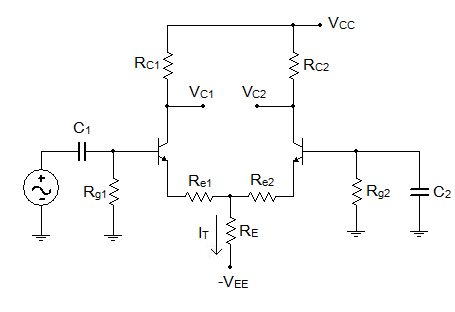 VCC
RC1
RC2
VC1
VC2
C1
Re1
Re2
Rg1
Rg2
C2
IT
RE
-VEE